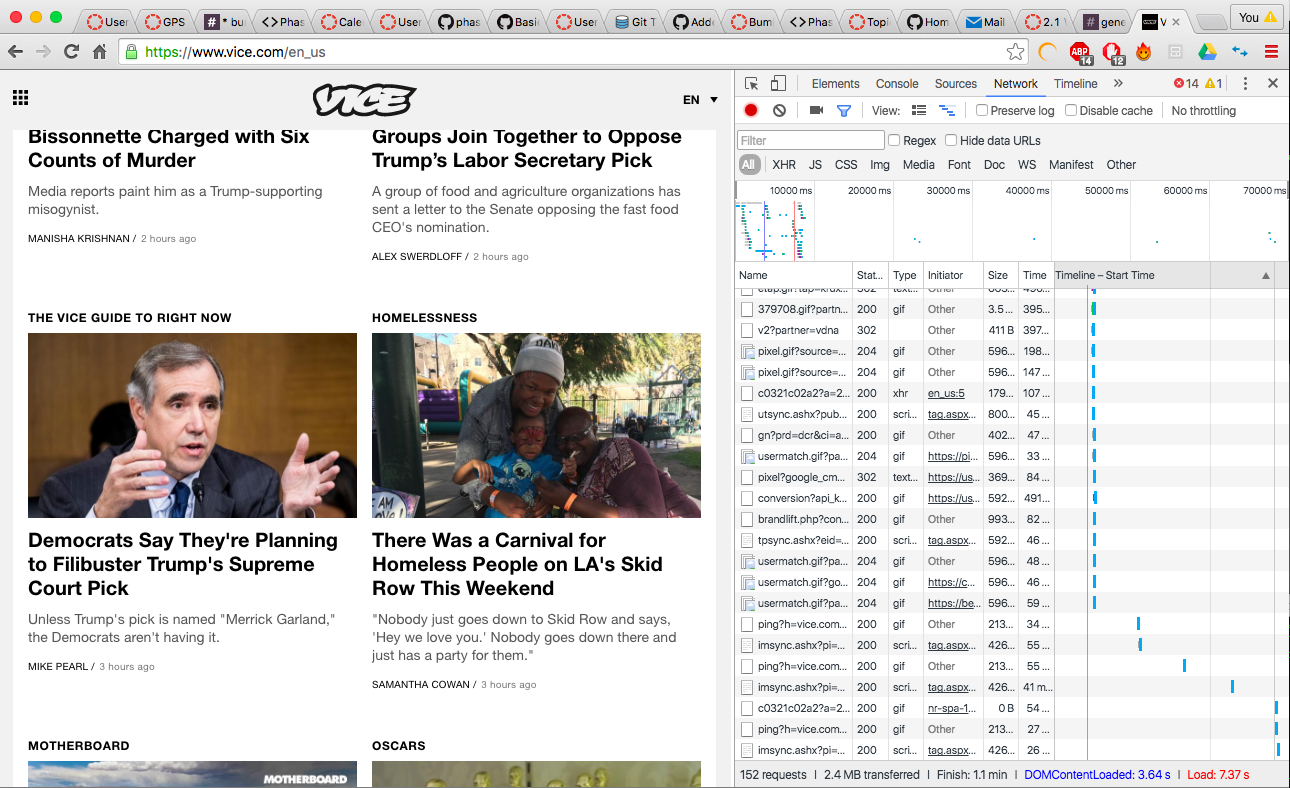 User
GPS
* bu
Phas
Cale
User
phas
Basic
User
Git T
Adde
Bum
Phas
Topi
Hom
Mail
2.1
gene
V
You
https://www.vice.com/en_us
ABP
14
12
VICE
EN
Bissonnette Charged with Six
Counts of Murder
Media reports paint him as a Trump-supporting
misogynist.
MANISHA KRISHNAN / 2 hours ago
Groups Join Together to Oppose
Trump’s Labor Secretary Pick
A group of food and agriculture organizations has
sent a letter to the Senate opposing the fast food
CEO's nomination.
ALEX SWERDLOFF / 2 hours ago
THE VICE GUIDE TO RIGHT NOW
Democrats Say They're Planning
to Filibuster Trump's Supreme
Court Pick
Unless Trump's pick is named "Merrick Garland,"
the Democrats aren't having it.
MIKE PEARL / 3 hours ago
HOMELESSNESS
There Was a Carnival for
Homeless People on LA's Skid
Row This Weekend
"Nobody just goes down to Skid Row and says,
'Hey we love you.' Nobody goes down there and
just has a party for them."
SAMANTHA COWAN / 3 hours ago
MOTHERBOARD
MOTHERBOARD
OSCARS
Elements Console Sources Network Timeline » 14 1
View: Preserve log Disable cache No throttling
Filter Regex Hide data URLs
All XHR JS CSS Img Media Font Doc WS Manifest Other
10000 ms 20000 ms 30000 ms 40000 ms 50000 ms 60000 ms 70000 ms
Name Stat... Type Initiator Size Time Timeline – Start Time
379708.gif?partn... 200 gif Other 3.5 ... 395...
v2?partner=vdna 302 Other 411 B 397...
pixel.gif?source=... 204 gif Other 596... 198...
pixel.gif?source=... 204 gif Other 596... 147 ...
c0321c02a2?a=2... 200 xhr en_us:5 179... 107 ...
utsync.ashx?pub... 200 scri... tag.aspx... 800... 45 ...
gn?prd=dcr&ci=a... 200 gif Other 402... 47 ...
usermatch.gif?pa... 204 gif https://pi... 596... 33 ...
pixel?google_cm... 302 text... https://us... 369... 84 ...
conversion?api_k... 200 gif https://us... 592... 491...
brandlift.php?con... 200 gif Other 993... 82 ...
tpsync.ashx?eid=... 200 scri... tag.aspx... 592... 46 ...
usermatch.gif?pa... 204 gif Other 596... 48 ...
usermatch.gif?go... 204 gif https://c... 596... 46 ...
usermatch.gif?pa... 204 gif https://be... 596... 59 ...
ping?h=vice.com... 200 gif Other 213... 34 ...
imsync.ashx?pi=... 200 scri... tag.aspx... 426... 55 ...
ping?h=vice.com... 200 gif Other 213... 55 ...
imsync.ashx?pi=... 200 scri... tag.aspx... 426... 41 m...
c0321c02a2?a=2... 200 gif nr-spa-1... 0 B 54 ...
ping?h=vice.com... 200 gif Other 213... 27 ...
imsync.ashx?pi=... 200 scri... tag.aspx... 426... 26 ...
152 requests | 2.4 MB transferred | Finish: 1.1 min | DOMContentLoaded: 3.64 s | Load: 7.37 s